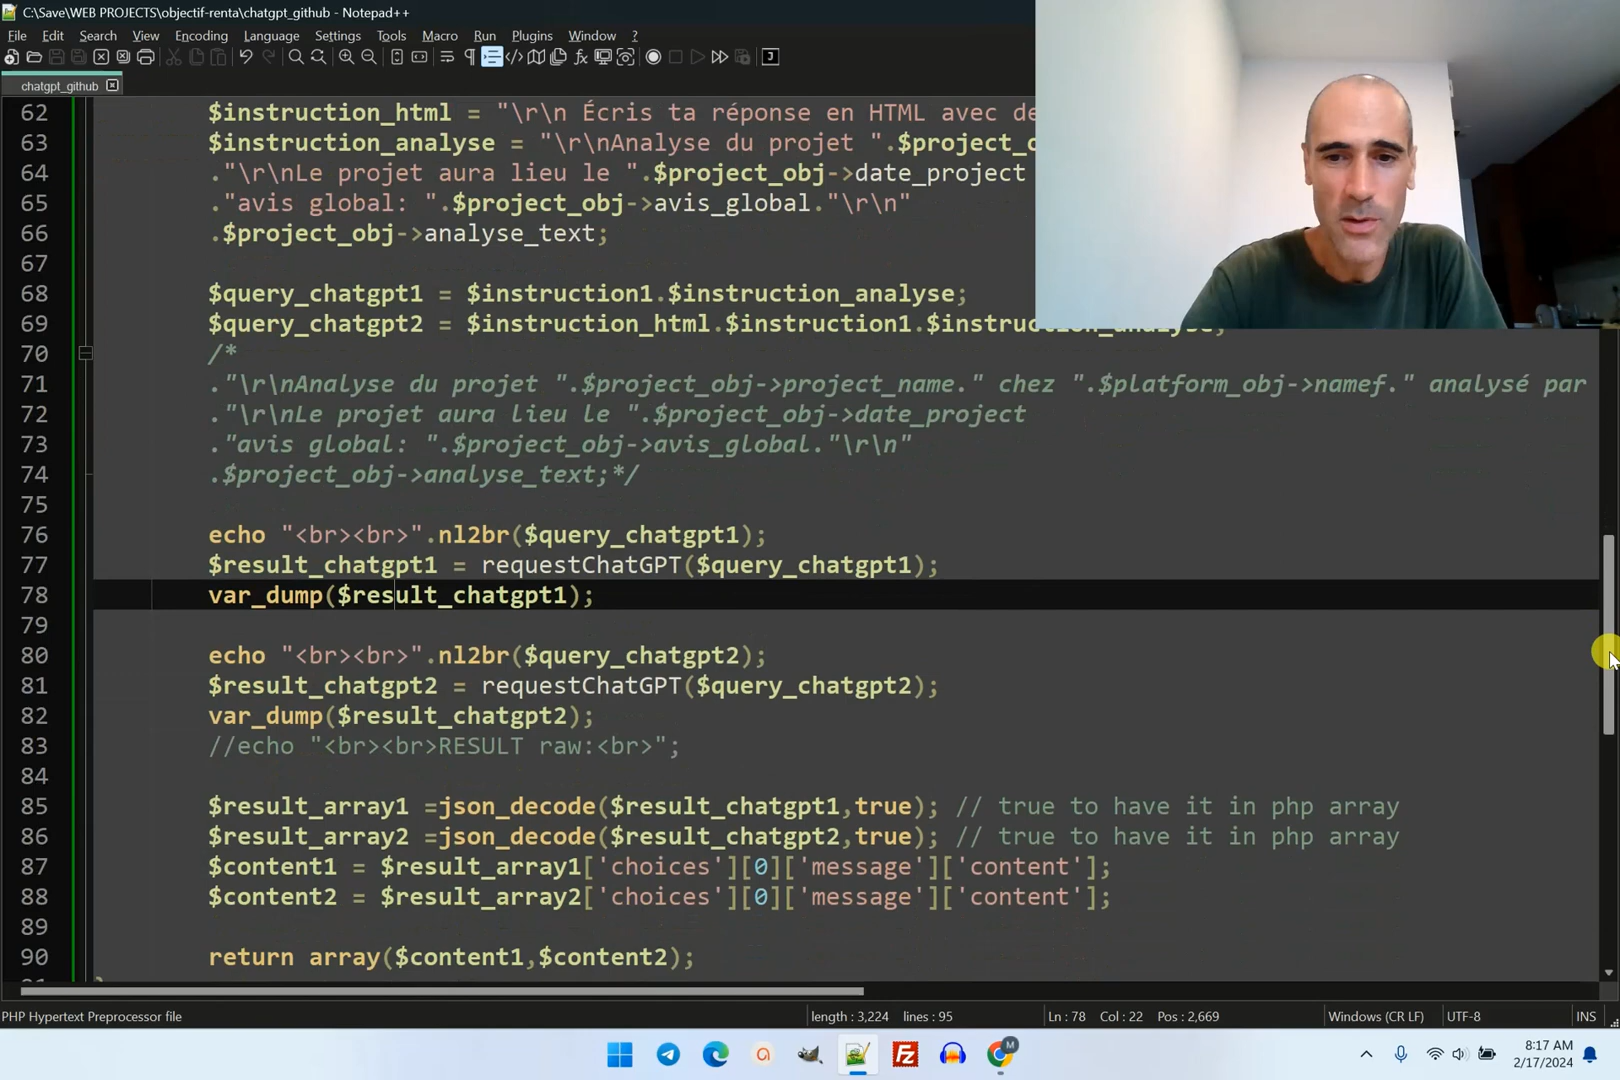 C:\Save\WEB PROJECTS\objectif-renta\chatgpt_github - Notepad++
File Edit Search View Encoding Language Settings Tools Macro Run Plugins Window ?
chatgpt_github
62 $instruction_html = "\r\n Écris ta réponse en HTML avec de
63 $instruction_analyse = "\r\nAnalyse du projet ".$project_o
64 ."\r\nLe projet aura lieu le ".$project_obj->date_project
65 ."avis global: ".$project_obj->avis_global."\r\n"
66 .$project_obj->analyse_text;
67
68 $query_chatgpt1 = $instruction1.$instruction_analyse;
69 $query_chatgpt2 = $instruction_html.$instruction1.$instruction_analyse;
70 /*
71 ."\r\nAnalyse du projet ".$project_obj->project_name." chez ".$platform_obj->namef." analysé par
72 ."\r\nLe projet aura lieu le ".$project_obj->date_project
73 ."avis global: ".$project_obj->avis_global."\r\n"
74 .$project_obj->analyse_text;*/
75
76 echo "<br><br>".nl2br($query_chatgpt1);
77 $result_chatgpt1 = requestChatGPT($query_chatgpt1);
78 var_dump($result_chatgpt1);
79
80 echo "<br><br>".nl2br($query_chatgpt2);
81 $result_chatgpt2 = requestChatGPT($query_chatgpt2);
82 var_dump($result_chatgpt2);
83 //echo "<br><br>RESULT raw:<br>";
84
85 $result_array1 =json_decode($result_chatgpt1,true); // true to have it in php array
86 $result_array2 =json_decode($result_chatgpt2,true); // true to have it in php array
87 $content1 = $result_array1['choices'][0]['message']['content'];
88 $content2 = $result_array2['choices'][0]['message']['content'];
89
90 return array($content1,$content2);
PHP Hypertext Preprocessor file length : 3,224 lines : 95 Ln : 78 Col : 22 Pos : 2,669 Windows (CR LF) UTF-8 INS
8:17 AM
2/17/2024